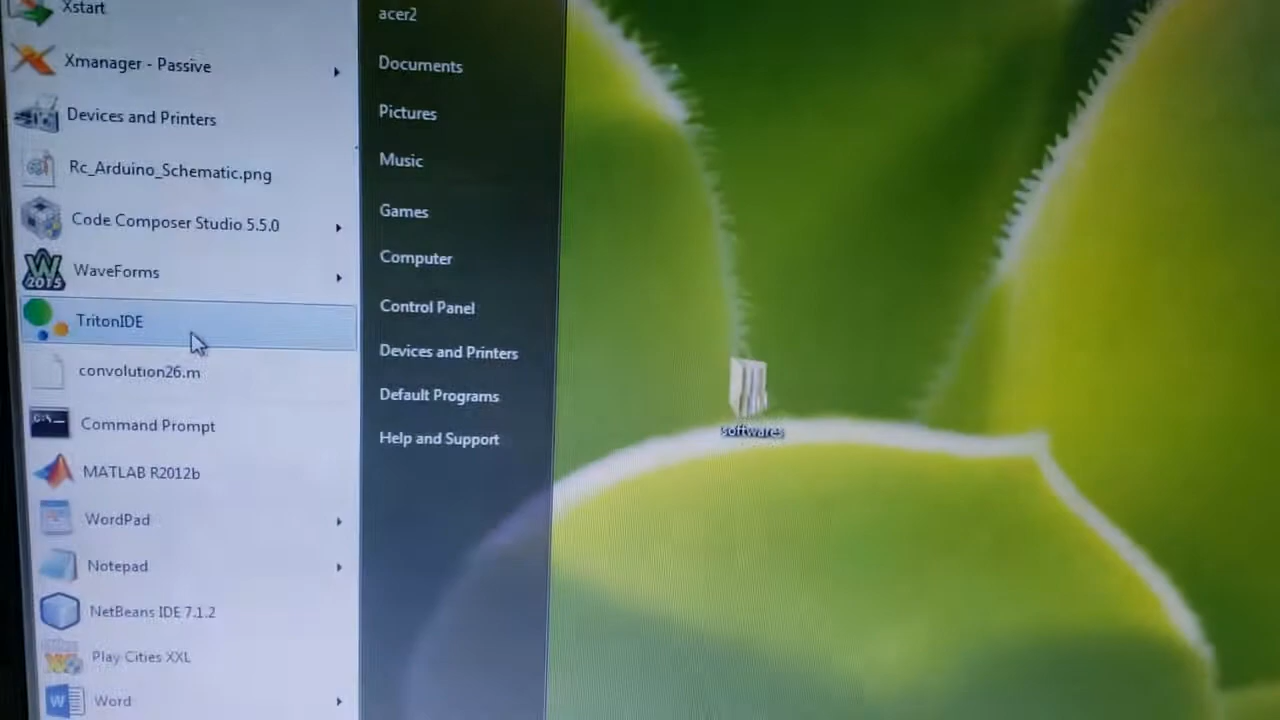 Xstart
Xmanager - Passive
Devices and Printers
Rc_Arduino_Schematic.png
Code Composer Studio 5.5.0
WaveForms
W
2015
TritonIDE
convolution26.m
C:\
Command Prompt
MATLAB R2012b
WordPad
Notepad
NetBeans IDE 7.1.2
Play Cities XXL
W
Word
acer2
Documents
Pictures
Music
Games
Computer
Control Panel
Devices and Printers
Default Programs
Help and Support
softwares